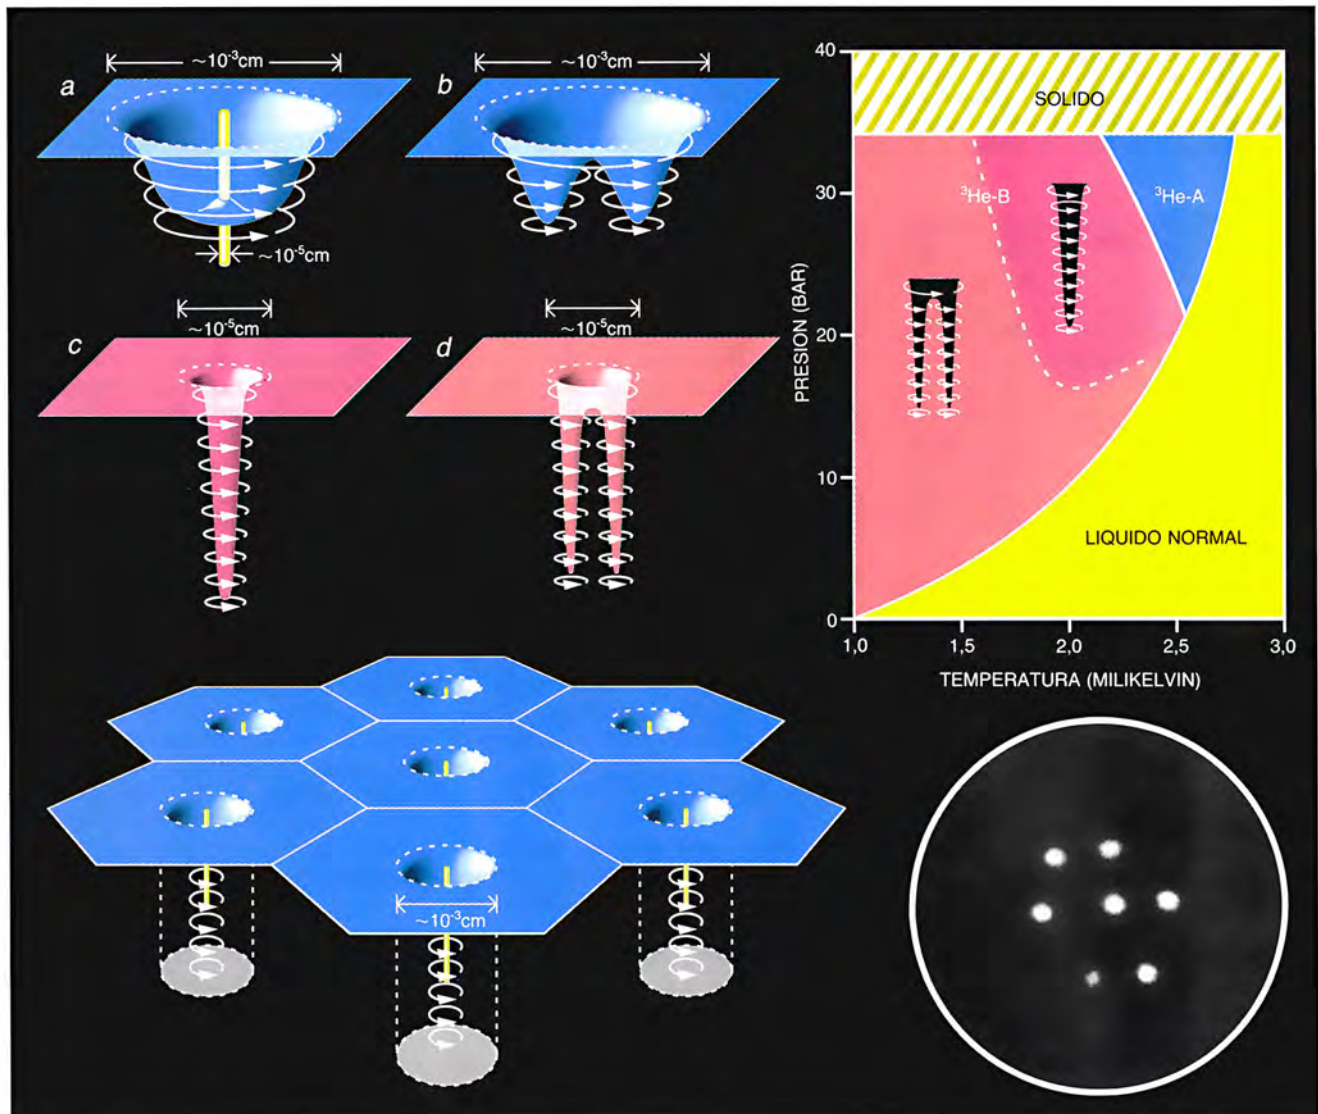 a
~10⁻³cm
~10⁻⁵cm
b
~10⁻³cm
c
~10⁻⁵cm
d
~10⁻⁵cm
40
30
20
10
0
PRESION (BAR)
SOLIDO
³He-B
³He-A
LIQUIDO NORMAL
1,0
1,5
2,0
2,5
3,0
TEMPERATURA (MILIKELVIN)
~10⁻³cm